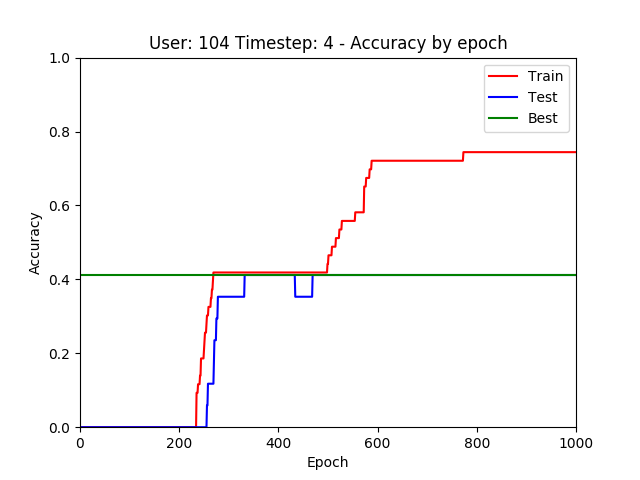 User: 104 Timestep: 4 - Accuracy by epoch
1.0
0.8
0.6
0.4
0.2
0.0
Accuracy
Train
Test
Best
0 200 400 600 800 1000
Epoch